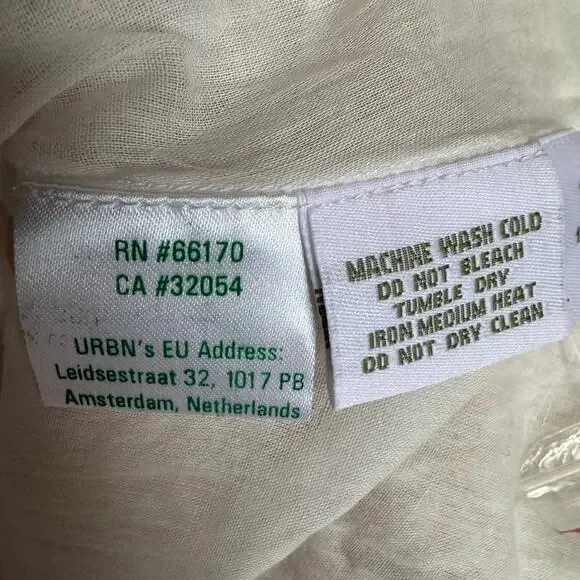 RN #66170
CA #32054
URBN's EU Address:
Leidsestraat 32, 1017 PB
Amsterdam, Netherlands
MACHINE WASH COLD
DO NOT BLEACH
TUMBLE DRY
IRON MEDIUM HEAT
DO NOT DRY CLEAN